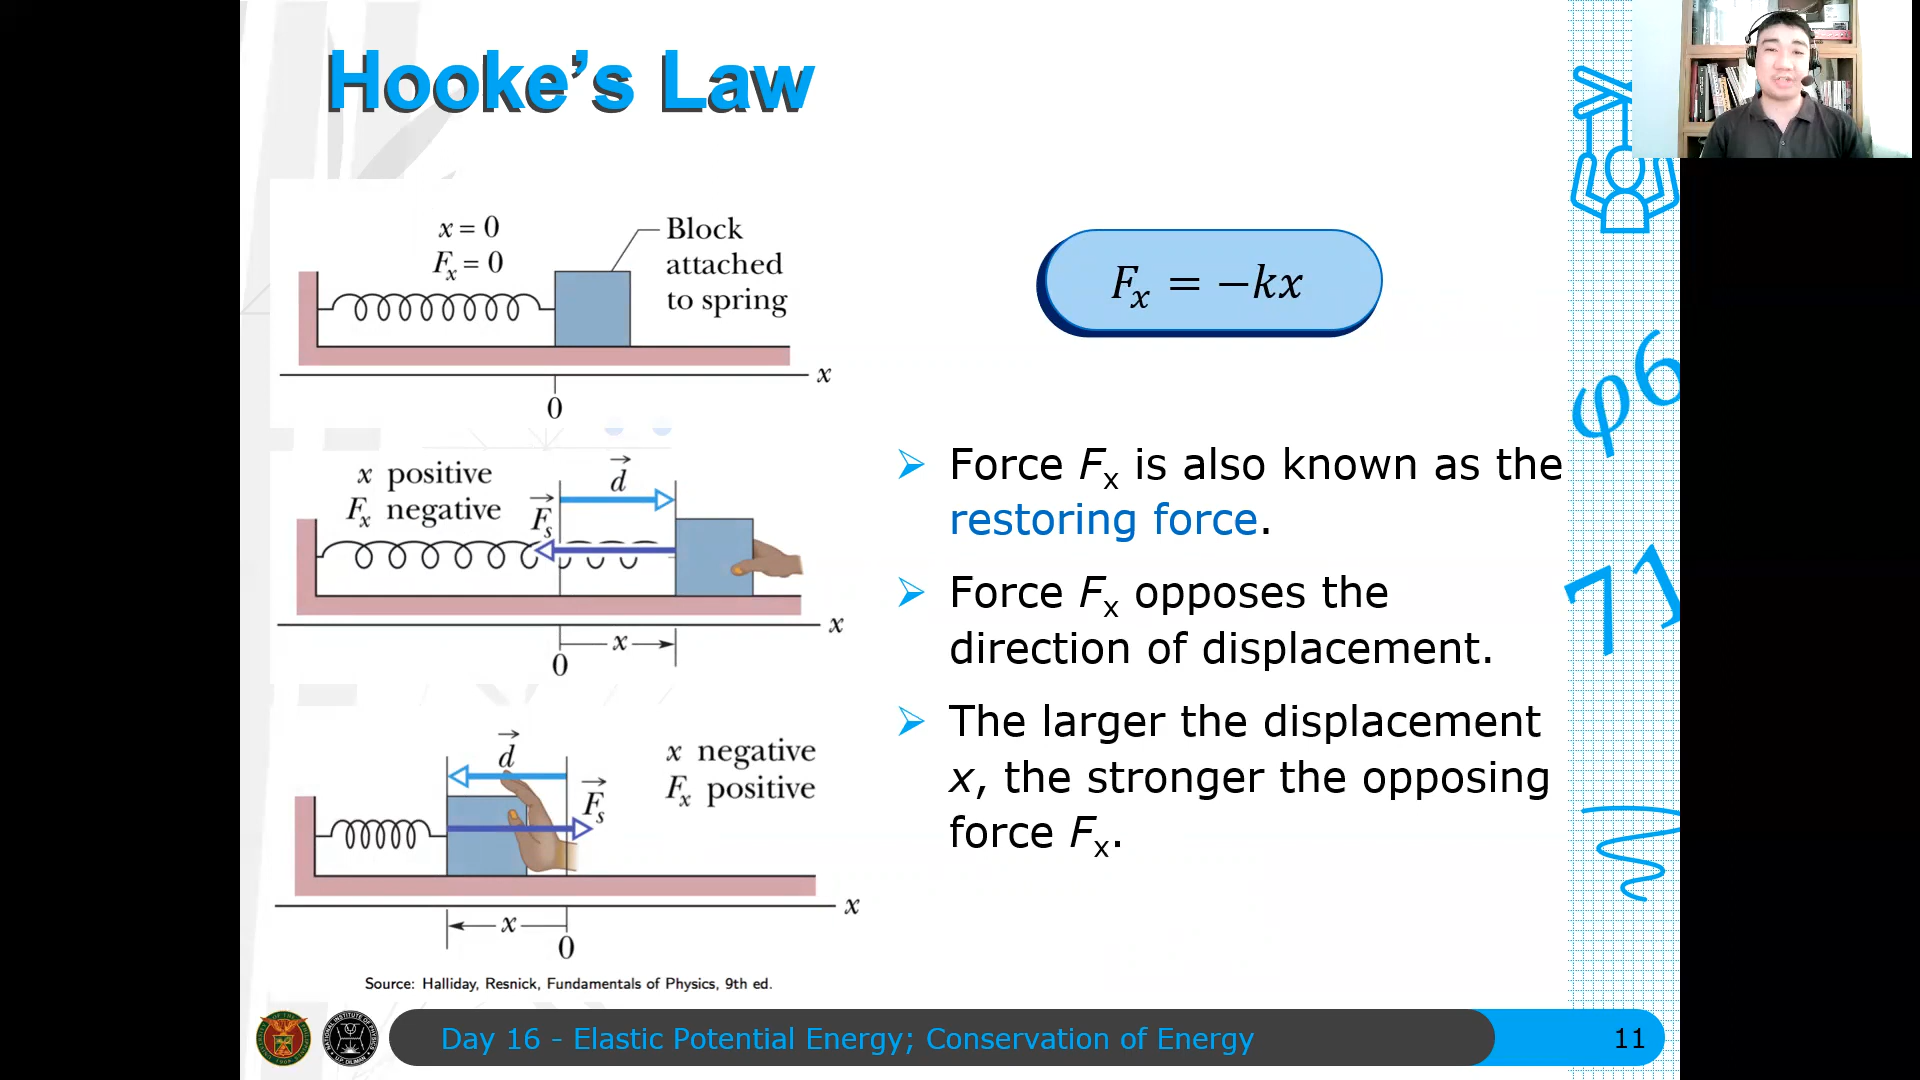 Hooke’s Law
x = 0
Fx = 0
Block
attached
to spring
x
0
Fx = −kx
x positive
Fx negative
d
Fs
x
x
0
d
x negative
Fx positive
Fs
x
x
0
Source: Halliday, Resnick, Fundamentals of Physics, 9th ed.
Force Fx is also known as the
restoring force.
Force Fx opposes the
direction of displacement.
The larger the displacement
x, the stronger the opposing
force Fx.
φ6
71
Day 16 - Elastic Potential Energy; Conservation of Energy
11